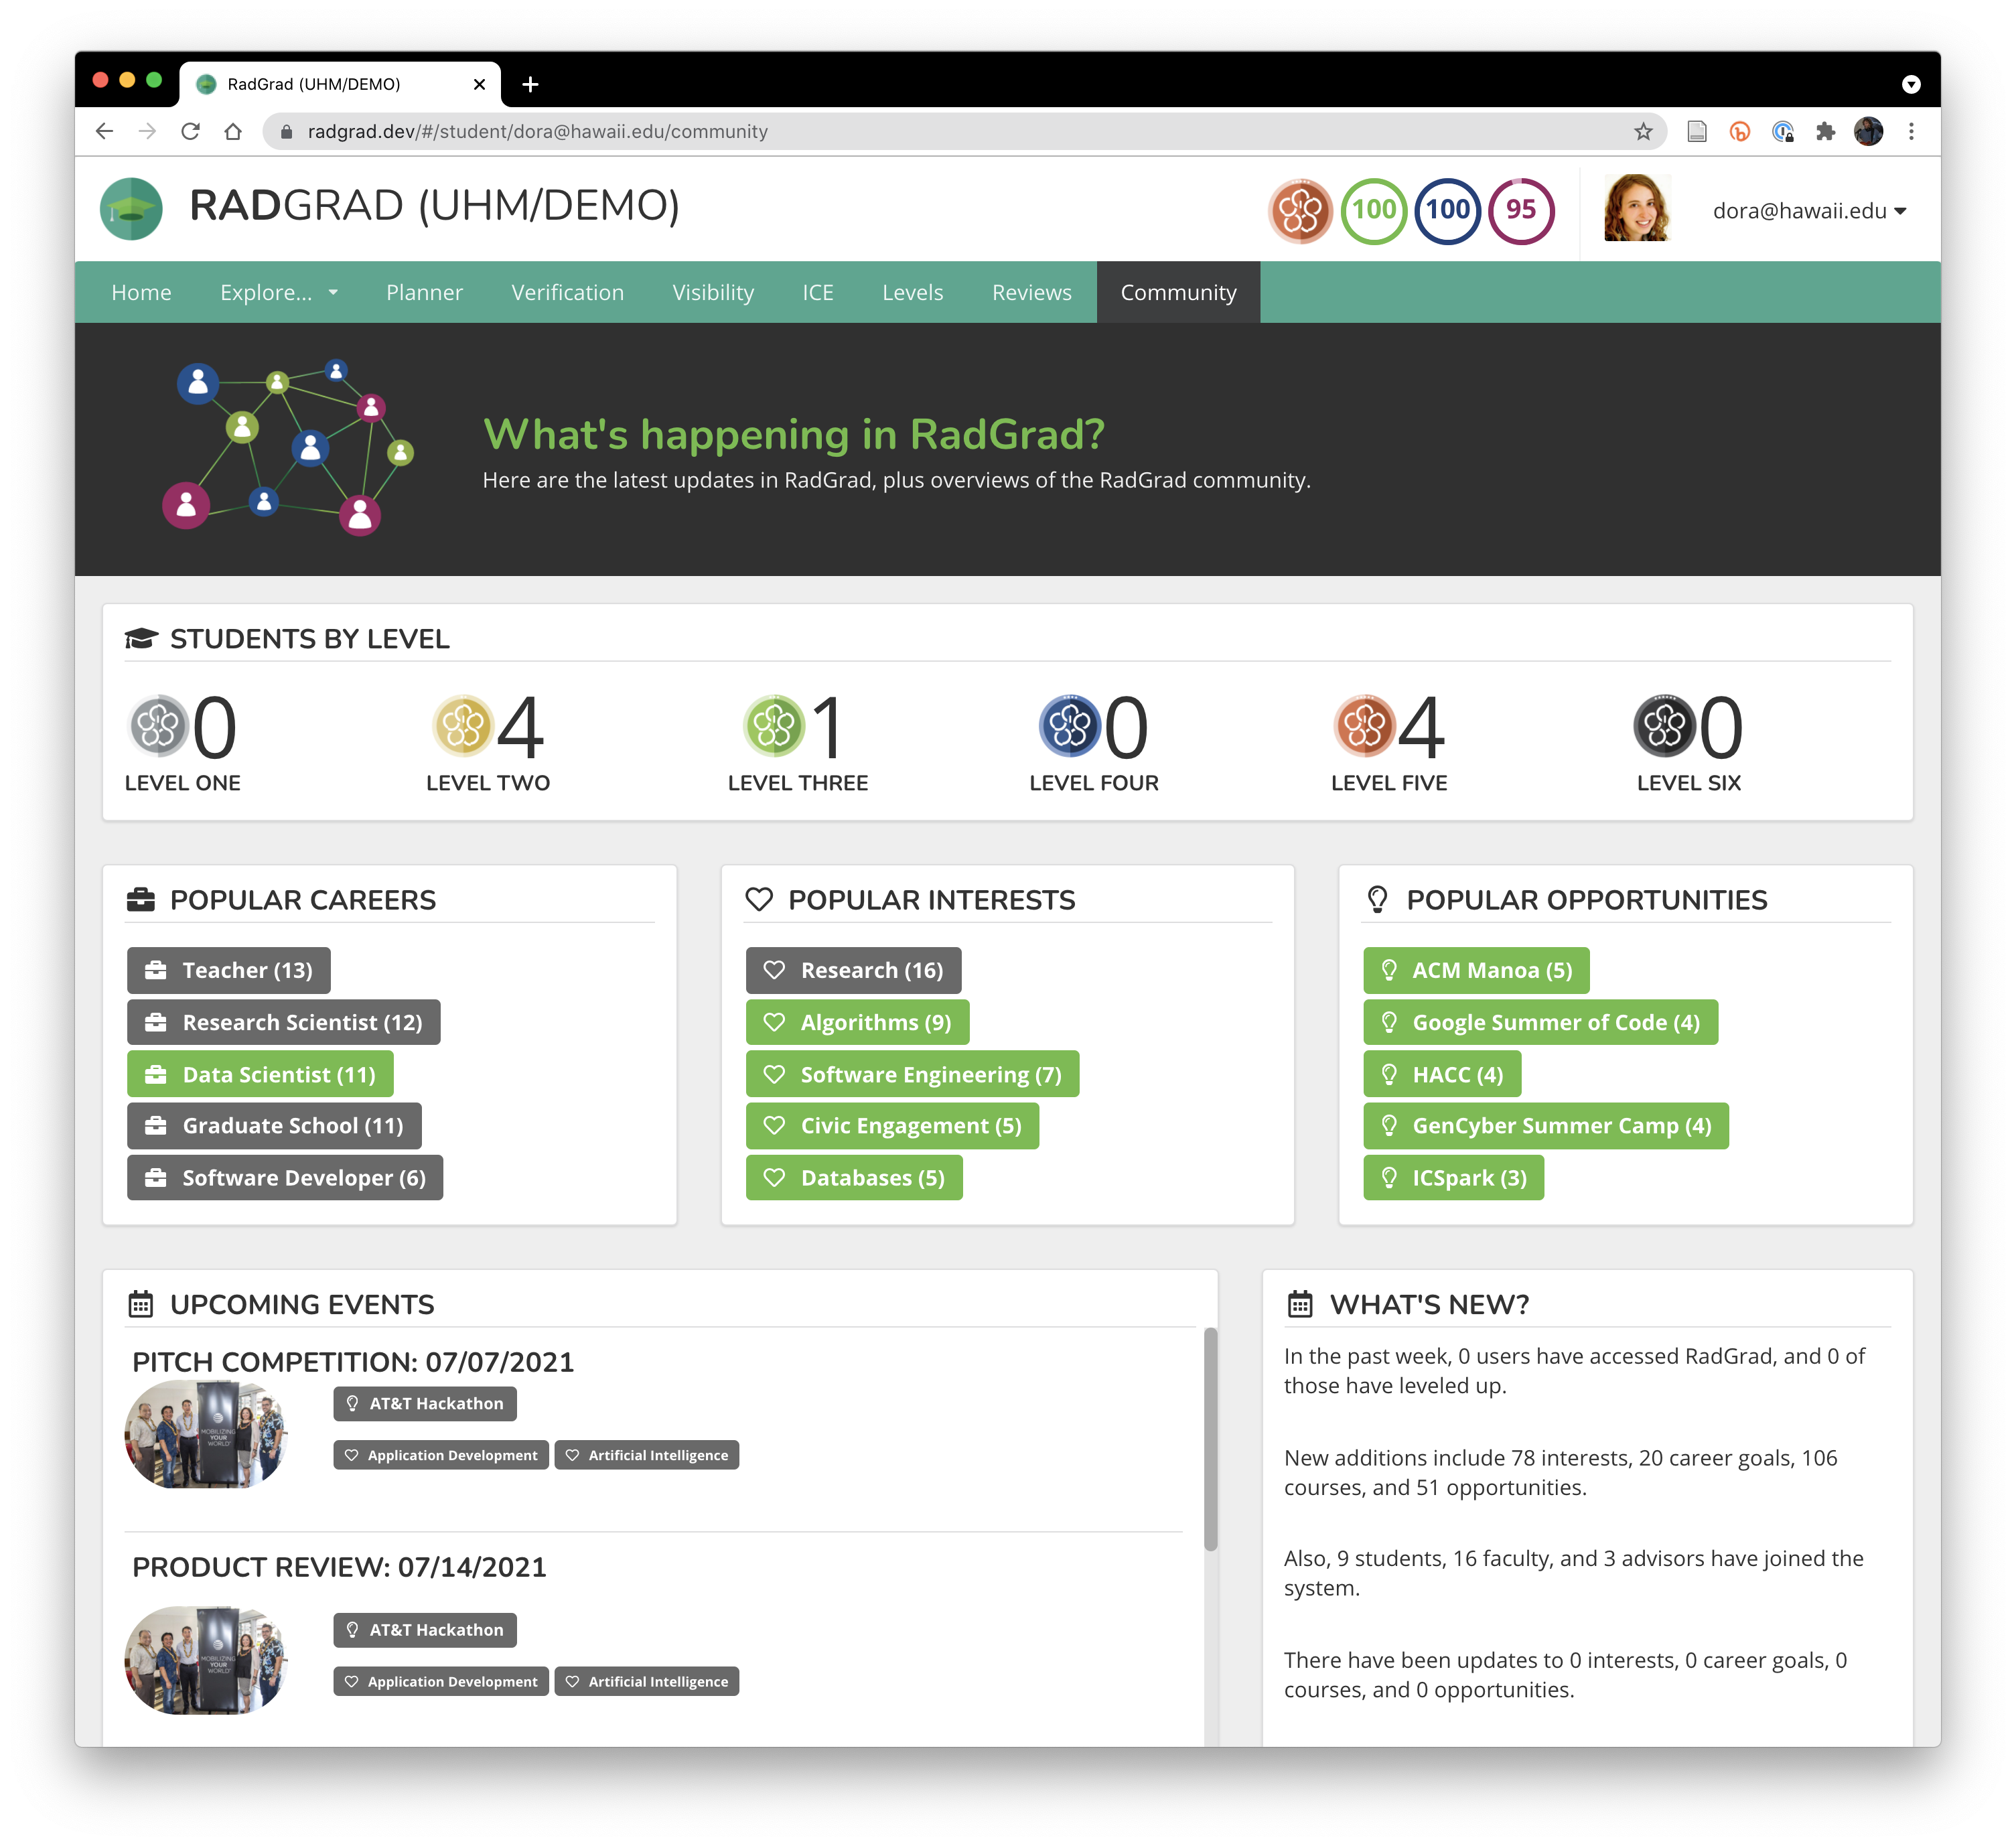 RadGrad (UHM/DEMO)
radgrad.dev/#/student/dora@hawaii.edu/community
RADGRAD (UHM/DEMO)
100 100 95
dora@hawaii.edu
Home Explore... Planner Verification Visibility ICE Levels Reviews Community
What's happening in RadGrad?
Here are the latest updates in RadGrad, plus overviews of the RadGrad community.
STUDENTS BY LEVEL
0 4 1 0 4 0
LEVEL ONE LEVEL TWO LEVEL THREE LEVEL FOUR LEVEL FIVE LEVEL SIX
POPULAR CAREERS
Teacher (13)
Research Scientist (12)
Data Scientist (11)
Graduate School (11)
Software Developer (6)
POPULAR INTERESTS
Research (16)
Algorithms (9)
Software Engineering (7)
Civic Engagement (5)
Databases (5)
POPULAR OPPORTUNITIES
ACM Manoa (5)
Google Summer of Code (4)
HACC (4)
GenCyber Summer Camp (4)
ICSpark (3)
UPCOMING EVENTS
PITCH COMPETITION: 07/07/2021
MOBILIZING
YOUR
WORLD
AT&T Hackathon
Application Development Artificial Intelligence
PRODUCT REVIEW: 07/14/2021
MOBILIZING
YOUR
WORLD
AT&T Hackathon
Application Development Artificial Intelligence
WHAT'S NEW?
In the past week, 0 users have accessed RadGrad, and 0 of
those have leveled up.
New additions include 78 interests, 20 career goals, 106
courses, and 51 opportunities.
Also, 9 students, 16 faculty, and 3 advisors have joined the
system.
There have been updates to 0 interests, 0 career goals, 0
courses, and 0 opportunities.